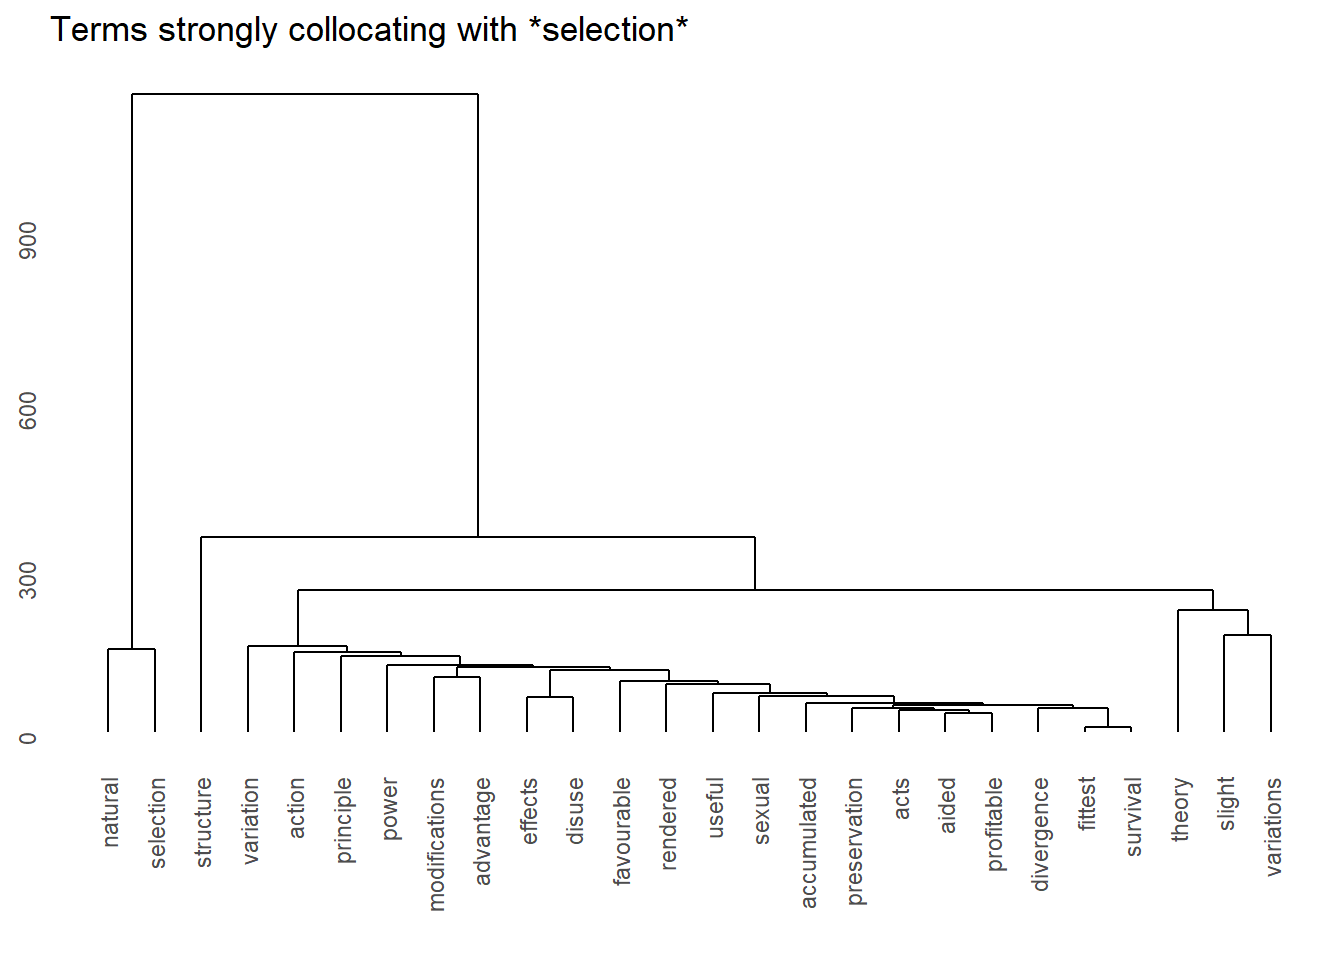 Terms strongly collocating with *selection*
900
600
300
0
natural
selection
structure
variation
action
principle
power
modifications
advantage
effects
disuse
favourable
rendered
useful
sexual
accumulated
preservation
acts
aided
profitable
divergence
fittest
survival
theory
slight
variations